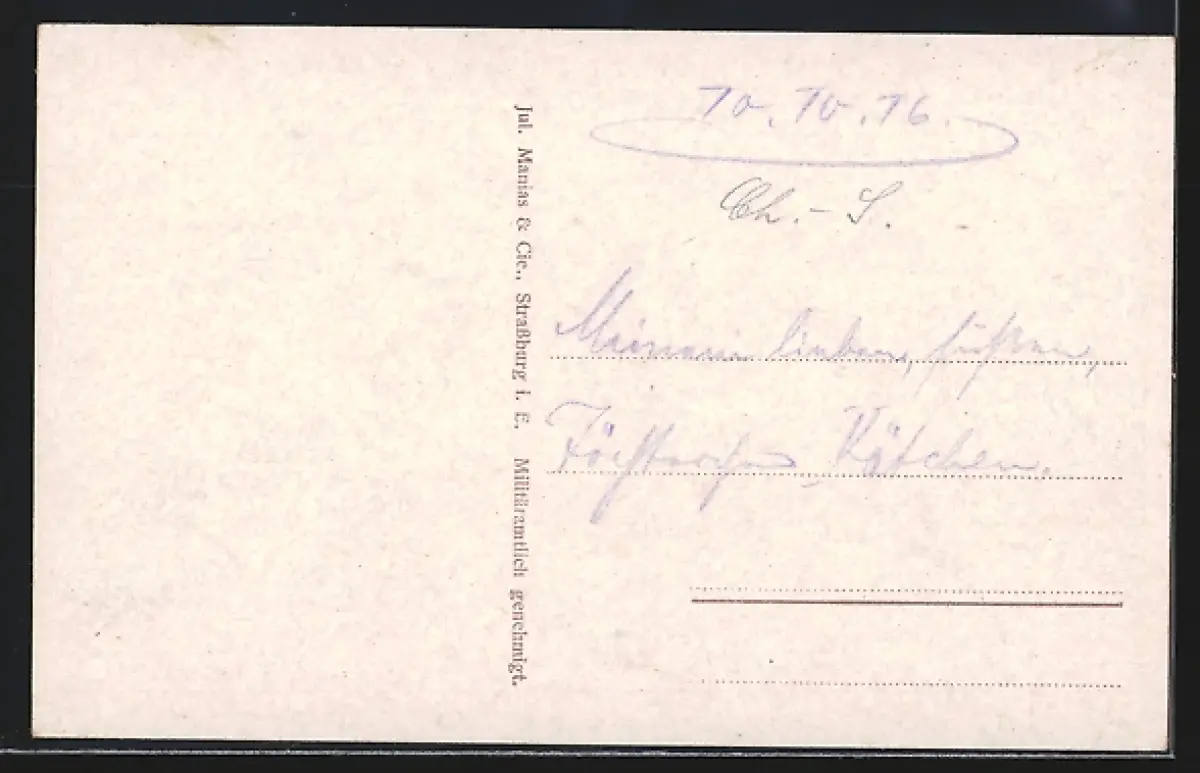 Jul. Manias & Cie., Straßburg i. E. Militäramtlich genehmigt.
10.10.16.
Ch. - S.
Meinem lieben, süßen,
Kätchen.